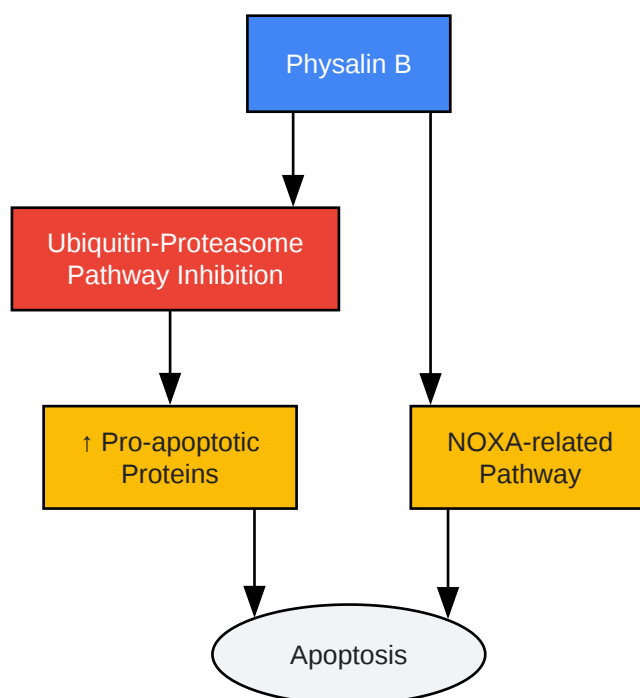 Physalin B
Ubiquitin-Proteasome
Pathway Inhibition
↑ Pro-apoptotic
Proteins
NOXA-related
Pathway
Apoptosis